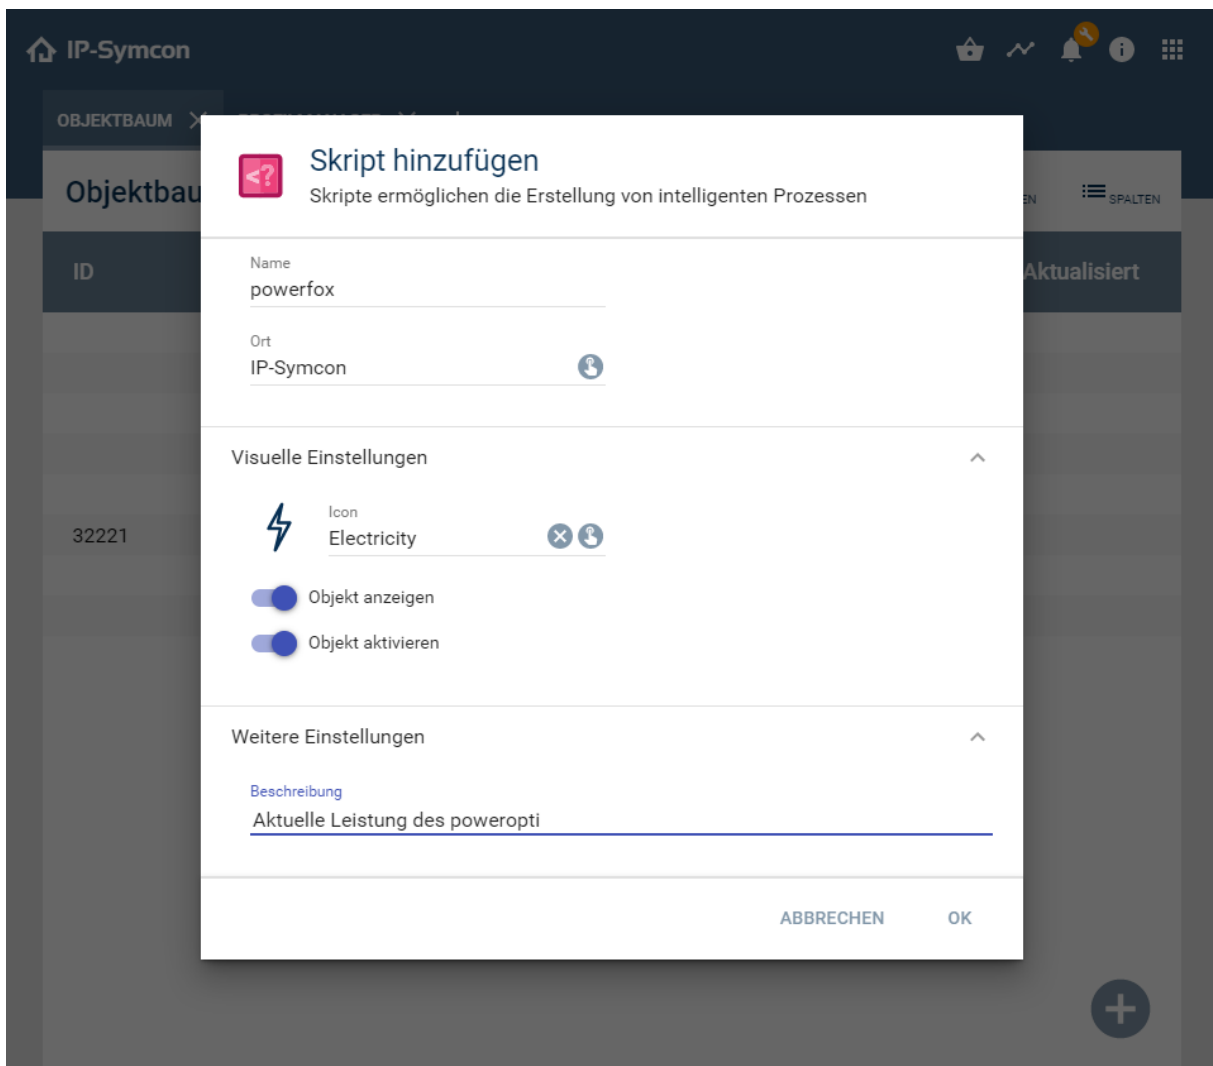 IP-Symcon
OBJEKTBAUM
Objektbau
SPALTEN
ID
Aktualisiert
32221
Skript hinzufügen
Skripte ermöglichen die Erstellung von intelligenten Prozessen
Name
powerfox
Ort
IP-Symcon
Visuelle Einstellungen
Icon
Electricity
Objekt anzeigen
Objekt aktivieren
Weitere Einstellungen
Beschreibung
Aktuelle Leistung des poweropti
ABBRECHEN OK